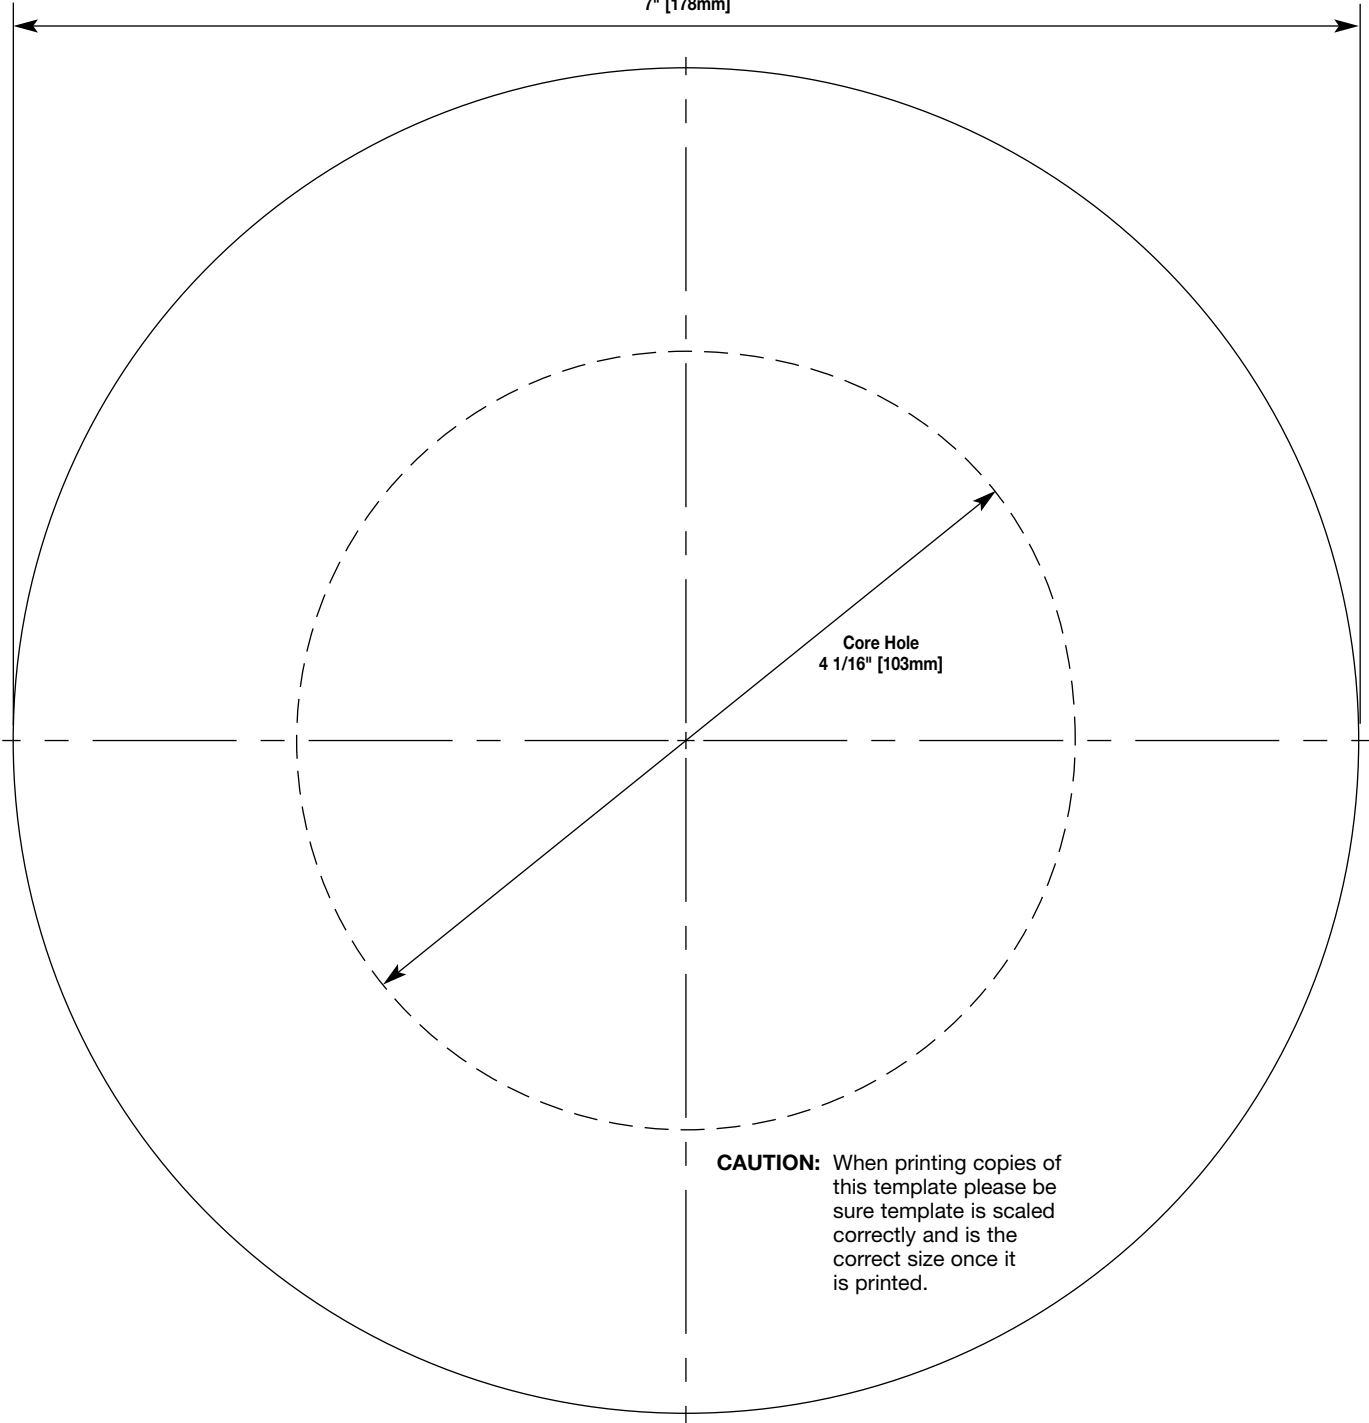 7" [178mm]
Core Hole
4 1/16" [103mm]
CAUTION: When printing copies of
this template please be
sure template is scaled
correctly and is the
correct size once it
is printed.